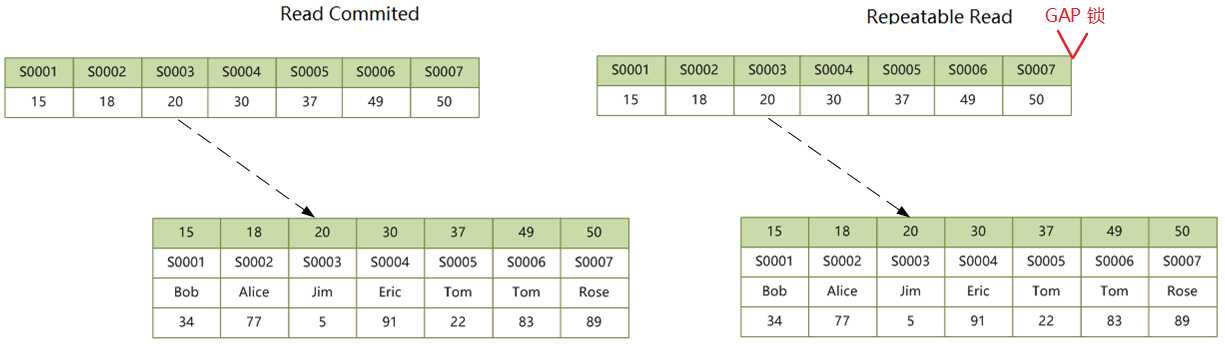 Read Commited
S0001 S0002 S0003 S0004 S0005 S0006 S0007
15 18 20 30 37 49 50
15 18 20 30 37 49 50
S0001 S0002 S0003 S0004 S0005 S0006 S0007
Bob Alice Jim Eric Tom Tom Rose
34 77 5 91 22 83 89
Repeatable Read
GAP 锁
S0001 S0002 S0003 S0004 S0005 S0006 S0007
15 18 20 30 37 49 50
15 18 20 30 37 49 50
S0001 S0002 S0003 S0004 S0005 S0006 S0007
Bob Alice Jim Eric Tom Tom Rose
34 77 5 91 22 83 89